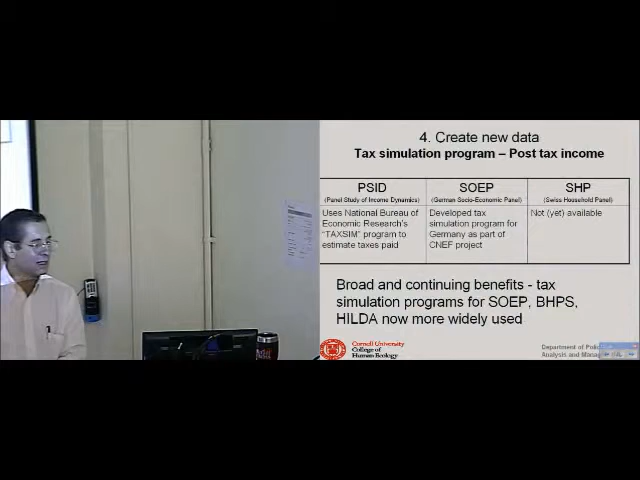 4. Create new data
Tax simulation program – Post tax income
PSID
(Panel Study of Income Dynamics)
Uses National Bureau of
Economic Research's
"TAXSIM" program to
estimate taxes paid
SOEP
(German Socio-Economic Panel)
Developed tax
simulation program for
Germany as part of
CNEF project
SHP
(Swiss Household Panel)
Not (yet) available
Broad and continuing benefits - tax
simulation programs for SOEP, BHPS,
HILDA now more widely used
Cornell University
College of
Human Ecology
Department of
Analysis and